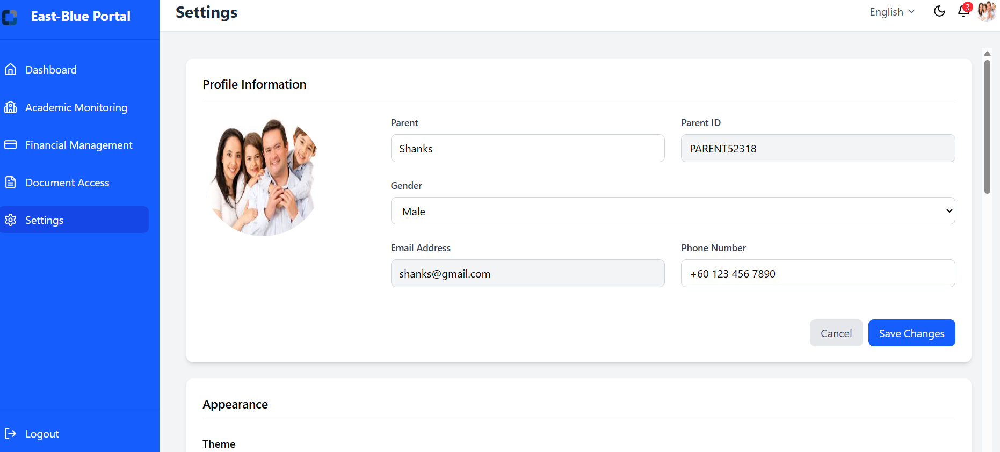 East-Blue Portal
Settings
English
3
Dashboard
Academic Monitoring
Financial Management
Document Access
Settings
Logout
Profile Information
Parent
Parent ID
Shanks
PARENT52318
Gender
Male
Email Address
Phone Number
shanks@gmail.com
+60 123 456 7890
Cancel
Save Changes
Appearance
Theme